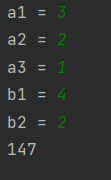 a1 = 3
a2 = 2
a3 = 1
b1 = 4
b2 = 2
147